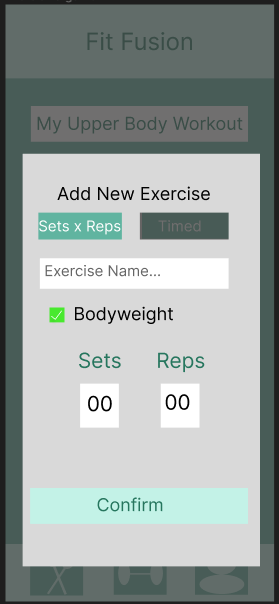 Fit Fusion
My Upper Body Workout
Add New Exercise
Sets x Reps Timed
Exercise Name...
Bodyweight
Sets Reps
00 00
Confirm